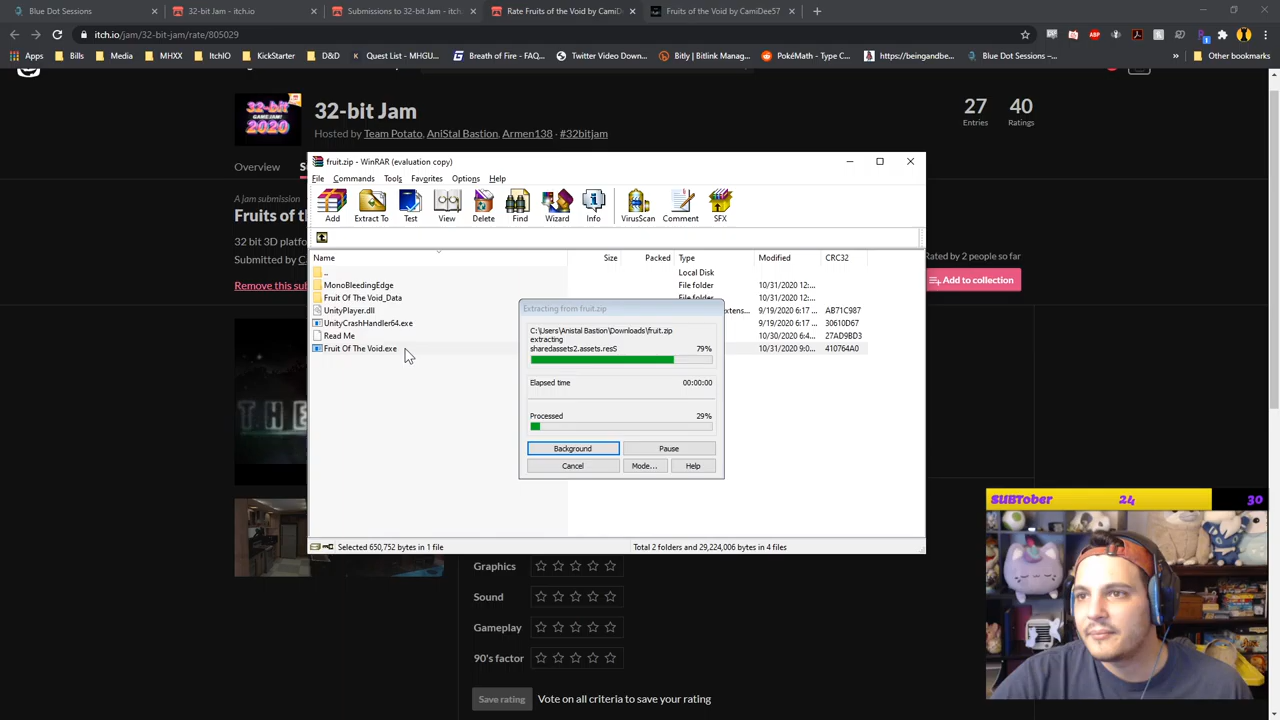 Blue Dot Sessions
32-bit Jam - itch.io
Submissions to 32-Bit Jam - itch.
Rate Fruits of the Void by CamiD
Fruits of the Void by CamiDee57
itch.io/jam/32-bit-jam/rate/805029
Apps
Bills
Media
MHXX
ItchIO
KickStarter
D&D
Quest List - MHGU...
Breath of Fire - FAQ...
Twitter Video Down...
Bitly | Bitlink Manag...
PokéMath - Type C...
https://beingandbe...
Blue Dot Sessions -...
Other bookmarks
32-bit Jam
Hosted by Team Potato, AniStal Bastion, Armen138 · #32bitjam
27
Entries
40
Ratings
Overview
A jam submission
Fruits of t
32 bit 3D platfo
Submitted by C
Remove this su
Rated by 2 people so far
Add to collection
fruit.zip - WinRAR (evaluation copy)
File Commands Tools Favorites Options Help
Add Extract To Test View Delete Find Wizard Info VirusScan Comment SFX
Name Size Packed Type Modified CRC32
.. Local Disk
MonoBleedingEdge File folder 10/31/2020 12:...
Fruit Of The Void_Data File folder 10/31/2020 12:...
UnityPlayer.dll extens... 9/19/2020 6:17 ... AB71C987
UnityCrashHandler64.exe 9/19/2020 6:17 ... 30610D67
Read Me 10/30/2020 6:4... 27AD9BD3
Fruit Of The Void.exe 10/31/2020 9:0... 410764A0
Extracting from fruit.zip
C:\Users\Anistal Bastion\Downloads\fruit.zip
extracting
sharedassets2.assets.resS 79%
Elapsed time 00:00:00
Processed 29%
Background Pause
Cancel Mode... Help
Selected 650,752 bytes in 1 file
Total 2 folders and 29,224,006 bytes in 4 files
THE
Graphics
Sound
Gameplay
90's factor
Save rating
Vote on all criteria to save your rating
SUBTober 24 30